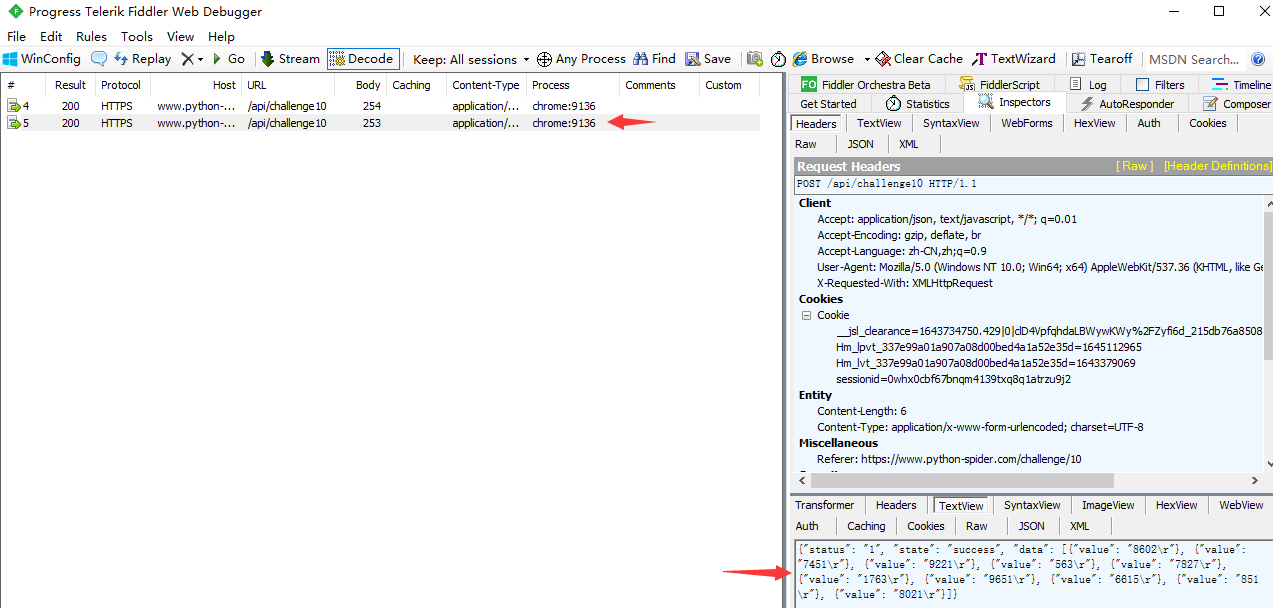 Progress Telerik Fiddler Web Debugger
File Edit Rules Tools View Help
WinConfig Replay Go Stream Decode Keep: All sessions Any Process Find Save Browse Clear Cache TextWizard Tearoff MSDN Search...
# Result Protocol Host URL Body Caching Content-Type Process Comments Custom
4 200 HTTPS www.python-... /api/challenge10 254 application/... chrome:9136
5 200 HTTPS www.python-... /api/challenge10 253 application/... chrome:9136
FO Fiddler Orchestra Beta FiddlerScript Log Filters Timeline
Get Started Statistics Inspectors AutoResponder Composer
Headers TextView SyntaxView WebForms HexView Auth Cookies
Raw JSON XML
Request Headers [ Raw ] [Header Definitions]
POST /api/challenge10 HTTP/1.1
Client
Accept: application/json, text/javascript, */*; q=0.01
Accept-Encoding: gzip, deflate, br
Accept-Language: zh-CN,zh;q=0.9
User-Agent: Mozilla/5.0 (Windows NT 10.0; Win64; x64) AppleWebKit/537.36 (KHTML, like Ge
X-Requested-With: XMLHttpRequest
Cookies
Cookie
__jsl_clearance=1643734750.429|0|clD4VpfqhdaLBWywKWy%2FZyfi6d_215db76a8508
Hm_lpvt_337e99a01a907a08d00bed4a1a52e35d=1645112965
Hm_lvt_337e99a01a907a08d00bed4a1a52e35d=1643379069
sessionid=0whx0cbf67bnqm4139txq8q1atrzu9j2
Entity
Content-Length: 6
Content-Type: application/x-www-form-urlencoded; charset=UTF-8
Miscellaneous
Referer: https://www.python-spider.com/challenge/10
Transformer Headers TextView SyntaxView ImageView HexView WebView
Auth Caching Cookies Raw JSON XML
{"status": "1", "state": "success", "data": [{"value": "8602\r"}, {"value":
"7451\r"}, {"value": "9221\r"}, {"value": "563\r"}, {"value": "7827\r"},
{"value": "1763\r"}, {"value": "9651\r"}, {"value": "6615\r"}, {"value": "851
\r"}, {"value": "8021\r"}]}